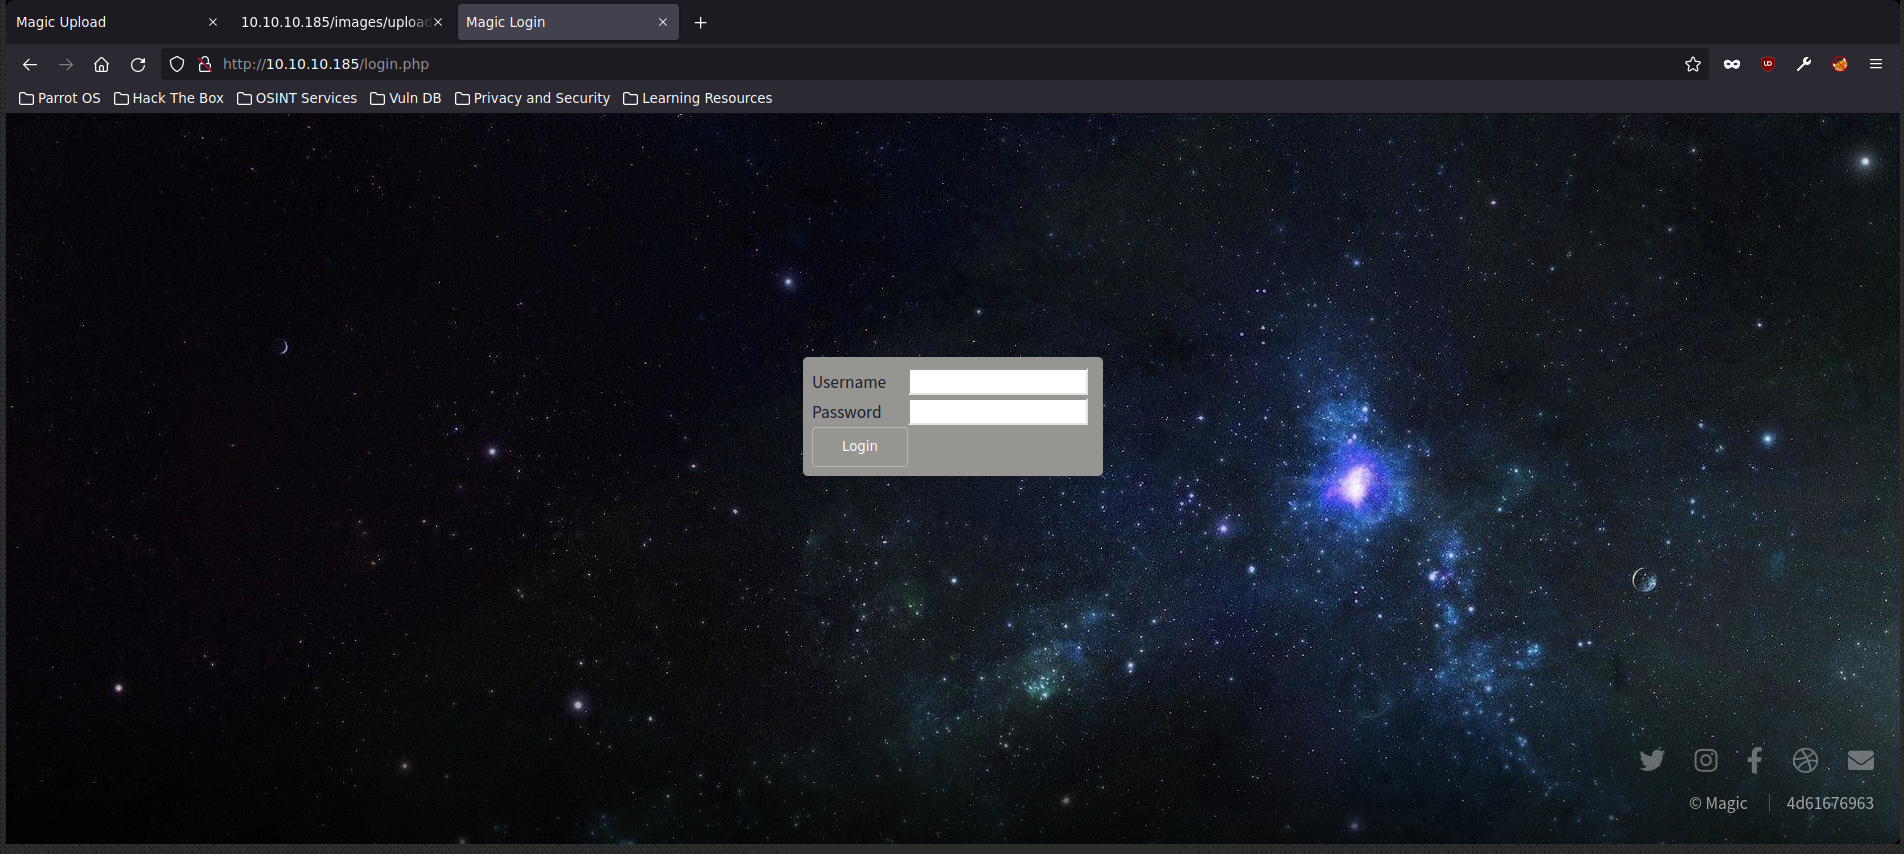 Magic Upload
10.10.10.185/images/upload
Magic Login
http://10.10.10.185/login.php
Parrot OS
Hack The Box
OSINT Services
Vuln DB
Privacy and Security
Learning Resources
Username
Password
Login
© Magic
4d61676963